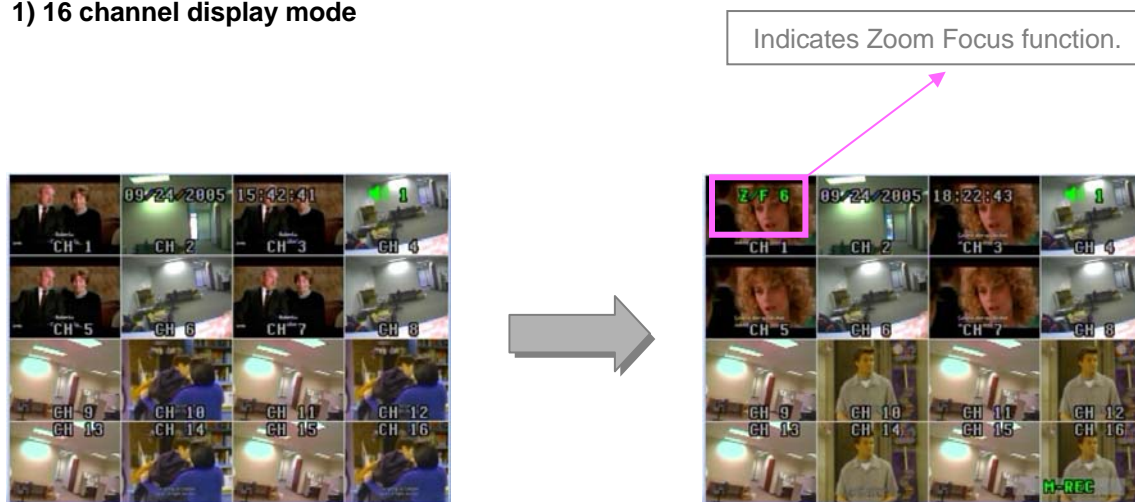 1) 16 channel display mode
Indicates Zoom Focus function.
09/24/2005 15:42:41 1
CH 1 CH 2 CH 3 CH 4
CH 5 CH 6 CH 7 CH 8
CH 9 CH 10 CH 11 CH 12
CH 13 CH 14 CH 15 CH 16
Z/F 6 09/24/2005 18:22:43 1
CH 1 CH 2 CH 3 CH 4
CH 5 CH 6 CH 7 CH 8
CH 9 CH 10 CH 11 CH 12
CH 13 CH 14 CH 15 CH 16
M-REC